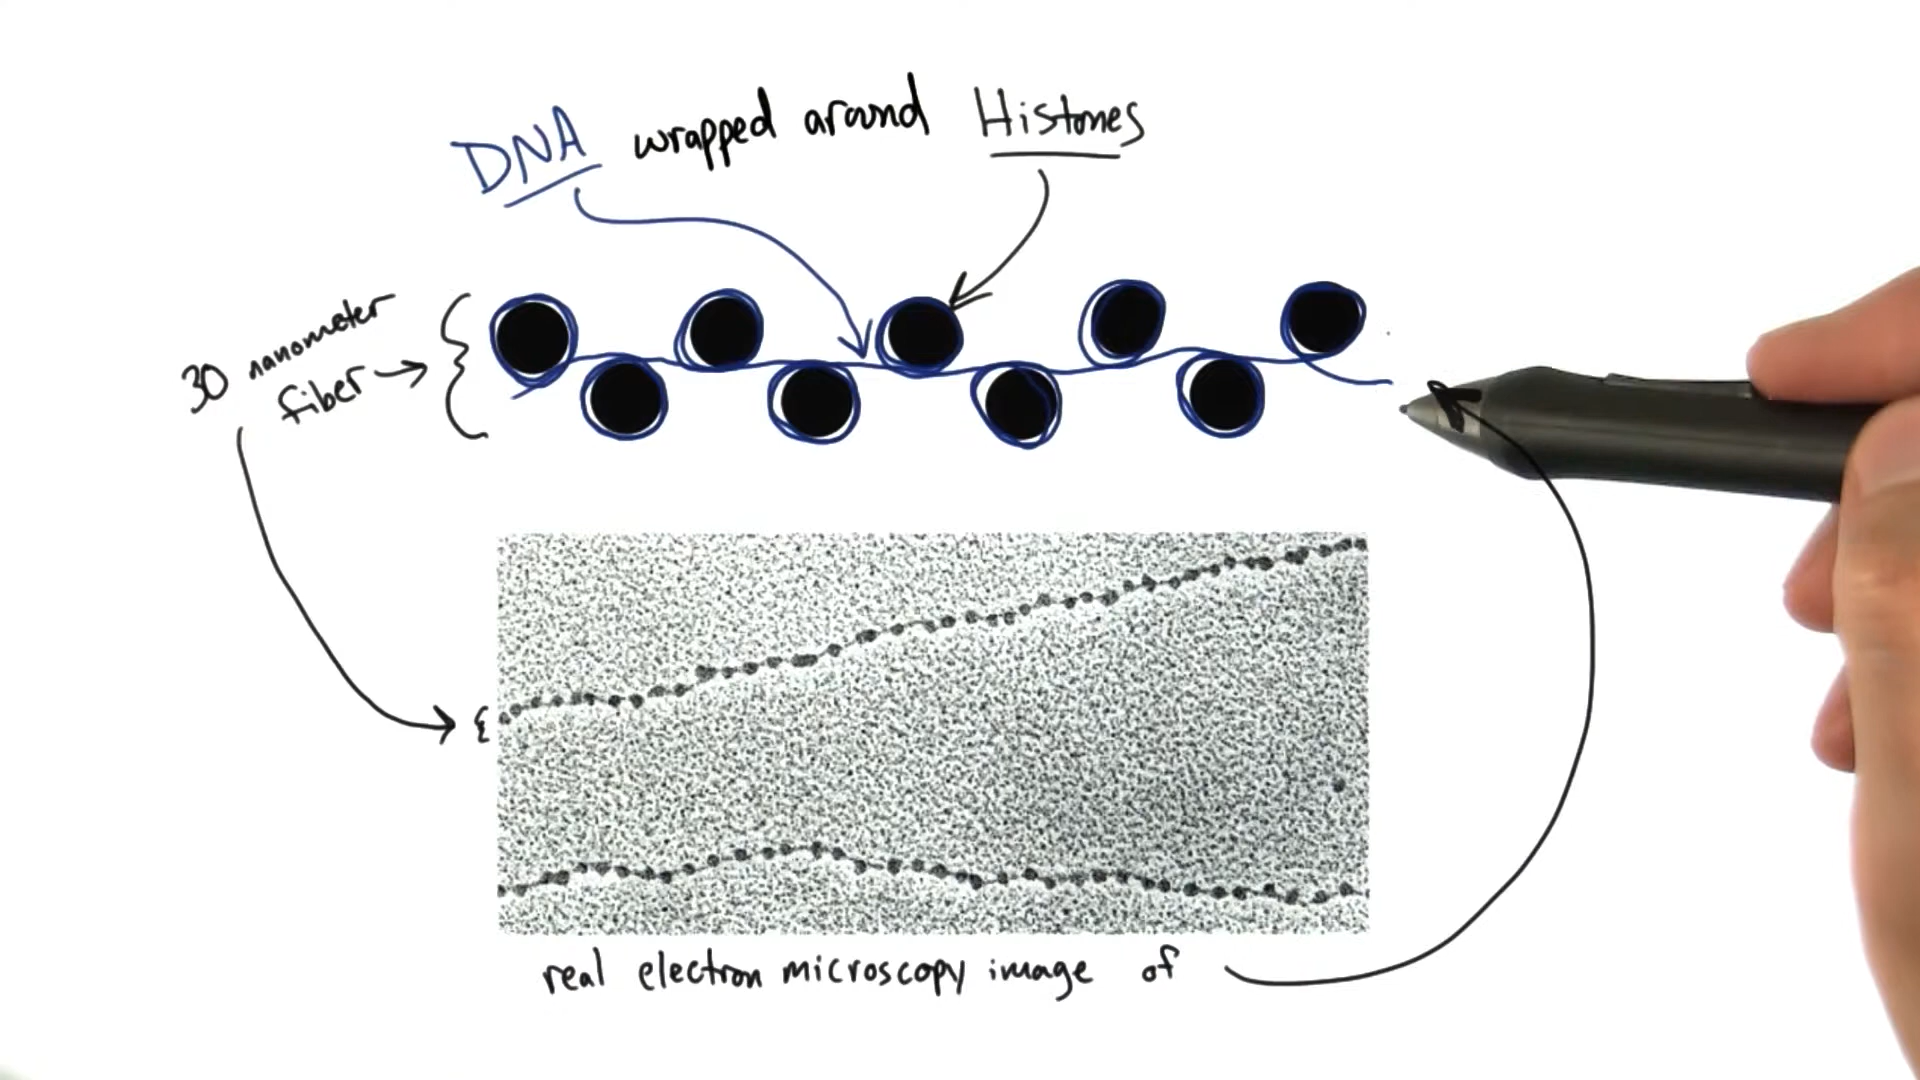 DNA wrapped around Histones
30 nanometer
fiber
real electron microscopy image of